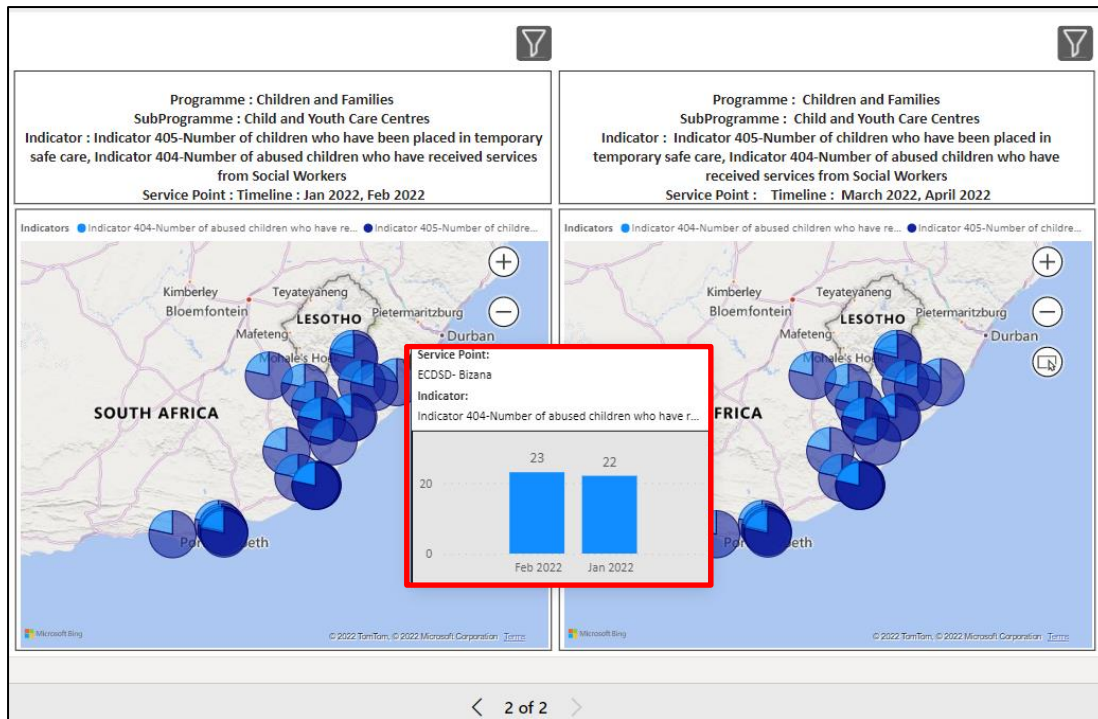 Programme : Children and Families
SubProgramme : Child and Youth Care Centres
Indicator : Indicator 405-Number of children who have been placed in temporary
safe care, Indicator 404-Number of abused children who have received services
from Social Workers
Service Point : Timeline : Jan 2022, Feb 2022
Programme : Children and Families
SubProgramme : Child and Youth Care Centres
Indicator : Indicator 405-Number of children who have been placed in
temporary safe care, Indicator 404-Number of abused children who have
received services from Social Workers
Service Point : Timeline : March 2022, April 2022
Indicators Indicator 404-Number of abused children who have re... Indicator 405-Number of childre...
Kimberley
Teyateyaneng
Bloemfontein
LESOTHO
Pietermaritzburg
Mafeteng
Durban
SOUTH AFRICA
Microsoft Bing
© 2022 TomTom, © 2022 Microsoft Corporation Terms
Service Point:
ECDSD- Bizana
Indicator:
Indicator 404-Number of abused children who have r...
23
22
20
0
Feb 2022
Jan 2022
Indicators Indicator 404-Number of abused children who have re... Indicator 405-Number of childre...
Kimberley
Teyateyaneng
Bloemfontein
LESOTHO
Pietermaritzburg
Mafeteng
Durban
FRICA
Microsoft Bing
© 2022 TomTom, © 2022 Microsoft Corporation Terms
2 of 2